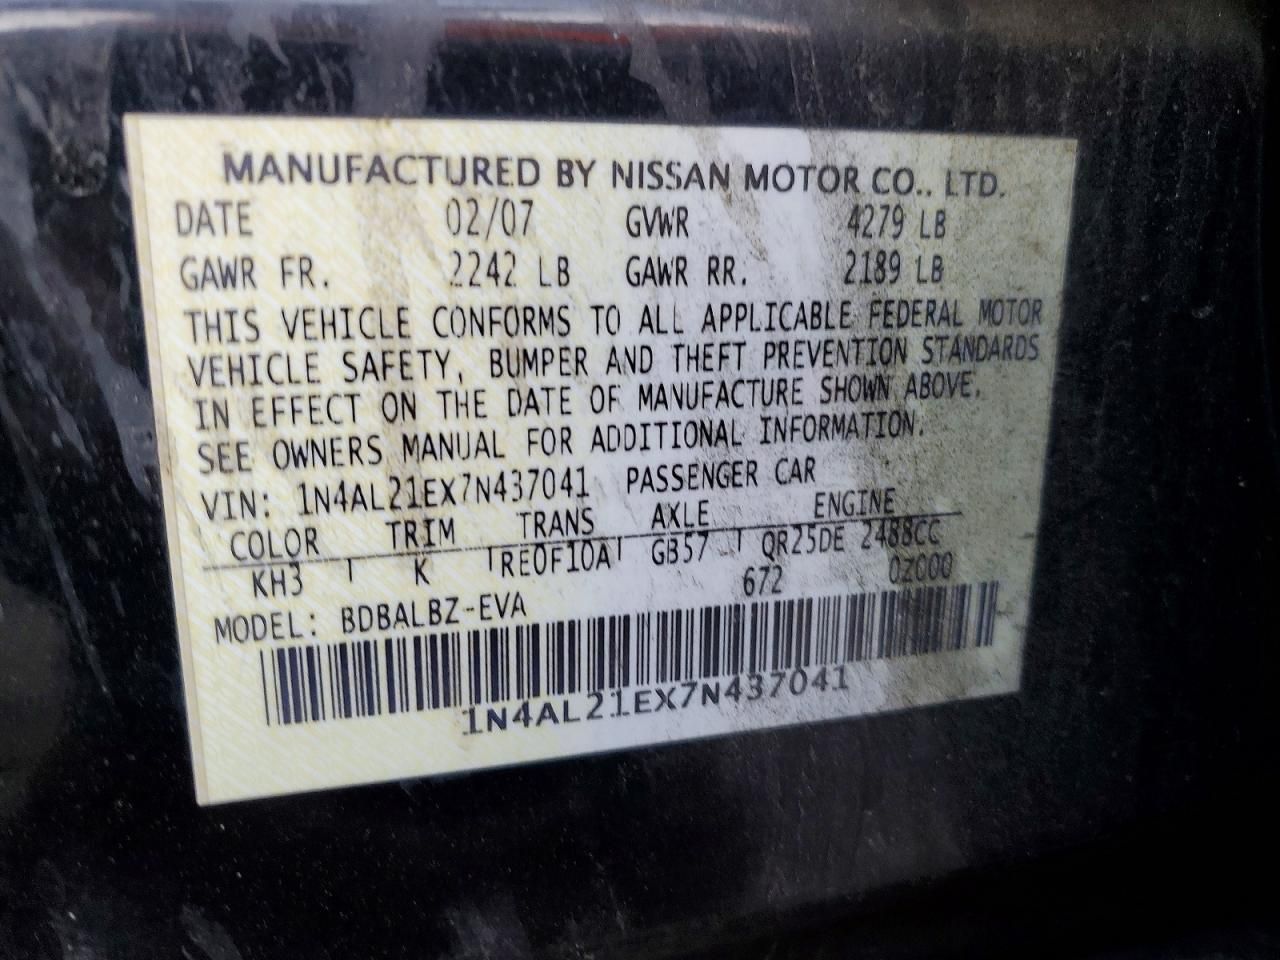 MANUFACTURED BY NISSAN MOTOR CO., LTD.
DATE 02/07 GVWR 4279 LB
GAWR FR. 2242 LB GAWR RR. 2189 LB
THIS VEHICLE CONFORMS TO ALL APPLICABLE FEDERAL MOTOR
VEHICLE SAFETY, BUMPER AND THEFT PREVENTION STANDARDS
IN EFFECT ON THE DATE OF MANUFACTURE SHOWN ABOVE.
SEE OWNERS MANUAL FOR ADDITIONAL INFORMATION.
VIN: 1N4AL21EX7N437041 PASSENGER CAR
COLOR TRIM TRANS AXLE ENGINE
KH3 K RE0F10A GB57 QR25DE 2488CC
672 0Z000
MODEL: BDBALBZ-EVA
1N4AL21EX7N437041